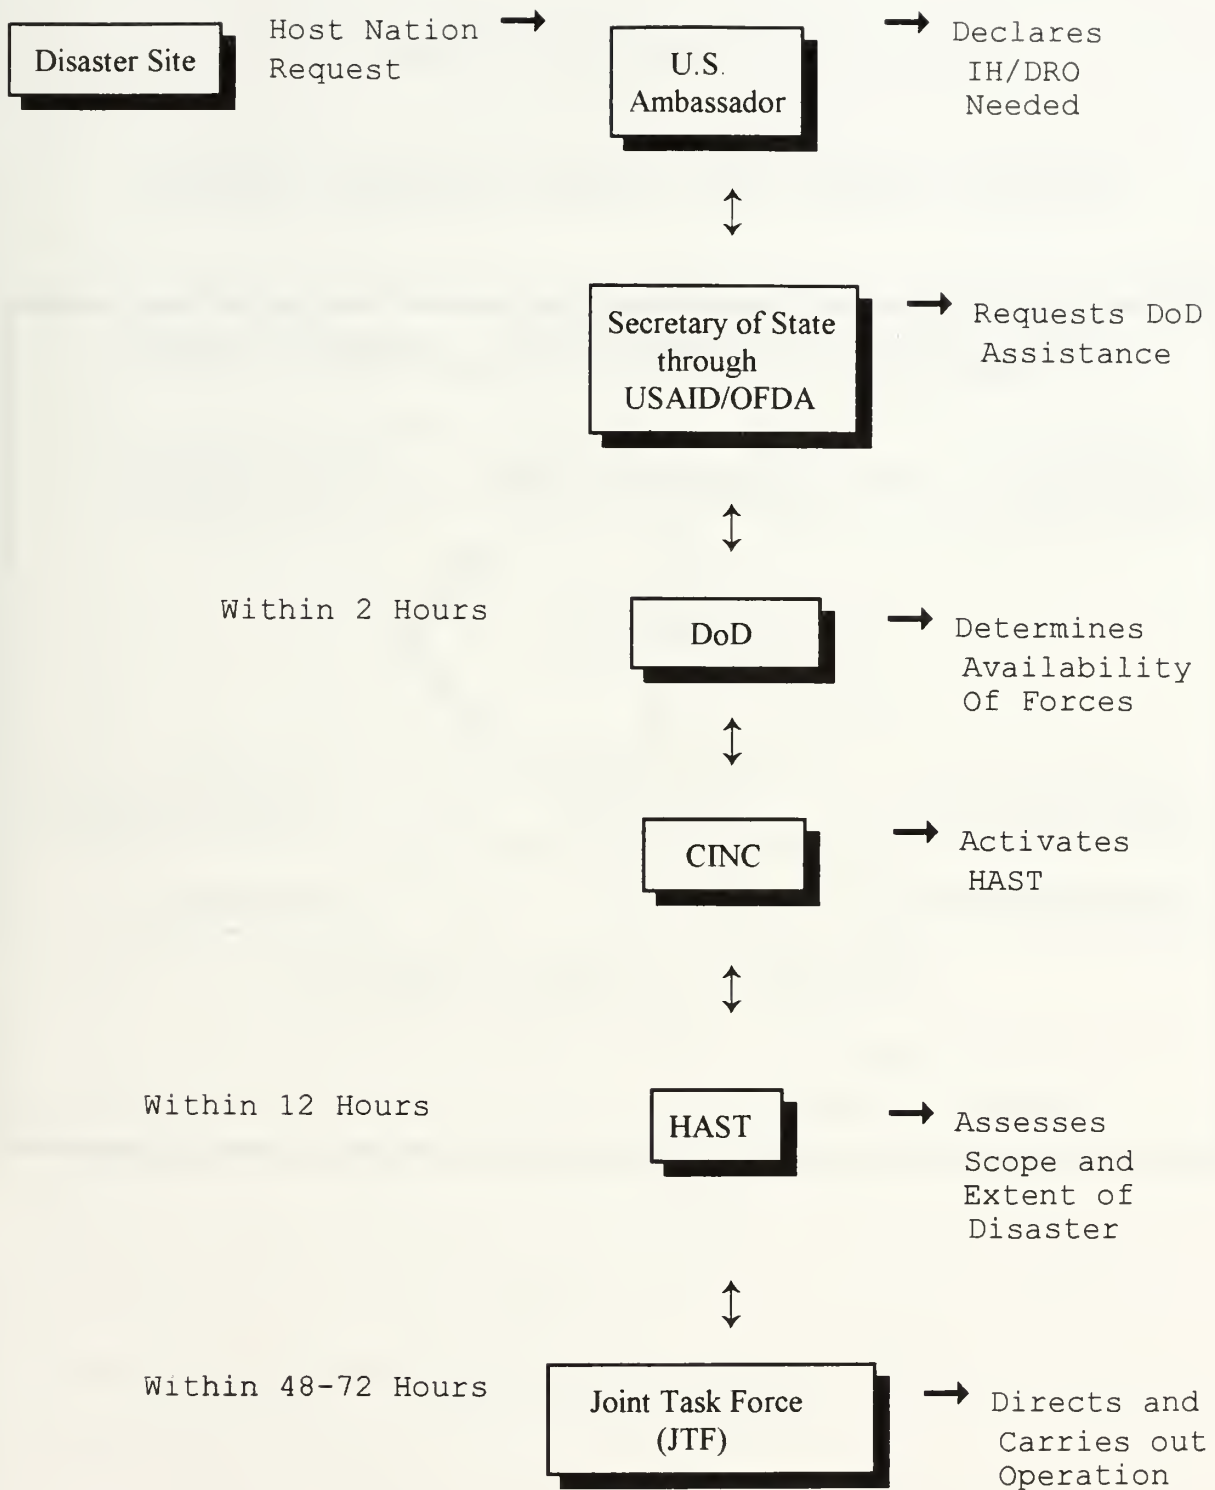 Disaster Site
Host Nation
Request
→
U.S.
Ambassador
→ Declares
IH/DRO
Needed
↕
Secretary of State
through
USAID/OFDA
→ Requests DoD
Assistance
↕
Within 2 Hours
DoD
→ Determines
Availability
Of Forces
↕
CINC
→ Activates
HAST
↕
Within 12 Hours
HAST
→ Assesses
Scope and
Extent of
Disaster
↕
Within 48-72 Hours
Joint Task Force
(JTF)
→ Directs and
Carries out
Operation